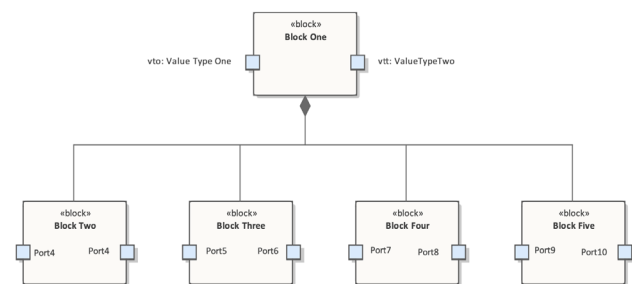 «block»
Block One
vto: Value Type One
vtt: ValueTypeTwo
«block»
Block Two
Port4
Port4
«block»
Block Three
Port5
Port6
«block»
Block Four
Port7
Port8
«block»
Block Five
Port9
Port10